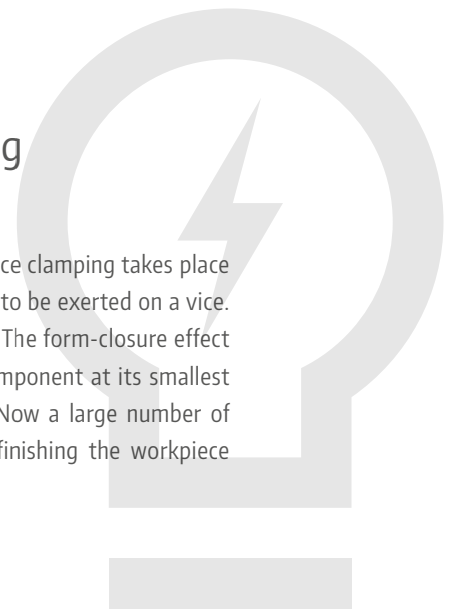 g
ce clamping takes place
to be exerted on a vice.
The form-closure effect
mponent at its smallest
Now a large number of
finishing the workpiece